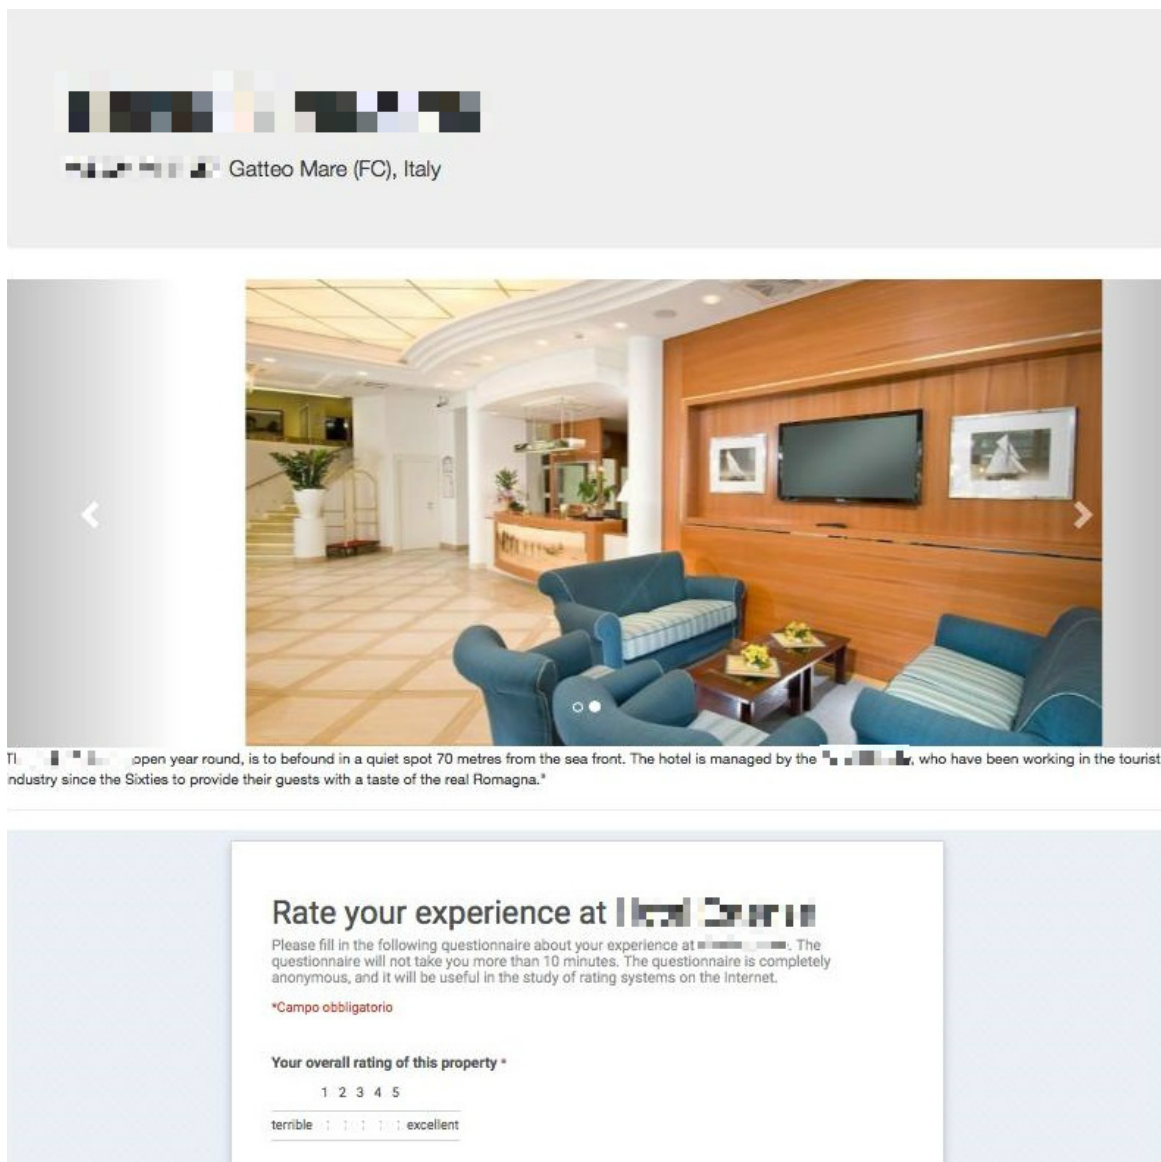 Gatteo Mare (FC), Italy
open year round, is to befound in a quiet spot 70 metres from the sea front. The hotel is managed by the , who have been working in the tourist
industry since the Sixties to provide their guests with a taste of the real Romagna."
Rate your experience at
Please fill in the following questionnaire about your experience at . The
questionnaire will not take you more than 10 minutes. The questionnaire is completely
anonymous, and it will be useful in the study of rating systems on the Internet.
*Campo obbligatorio
Your overall rating of this property *
1 2 3 4 5
terrible excellent